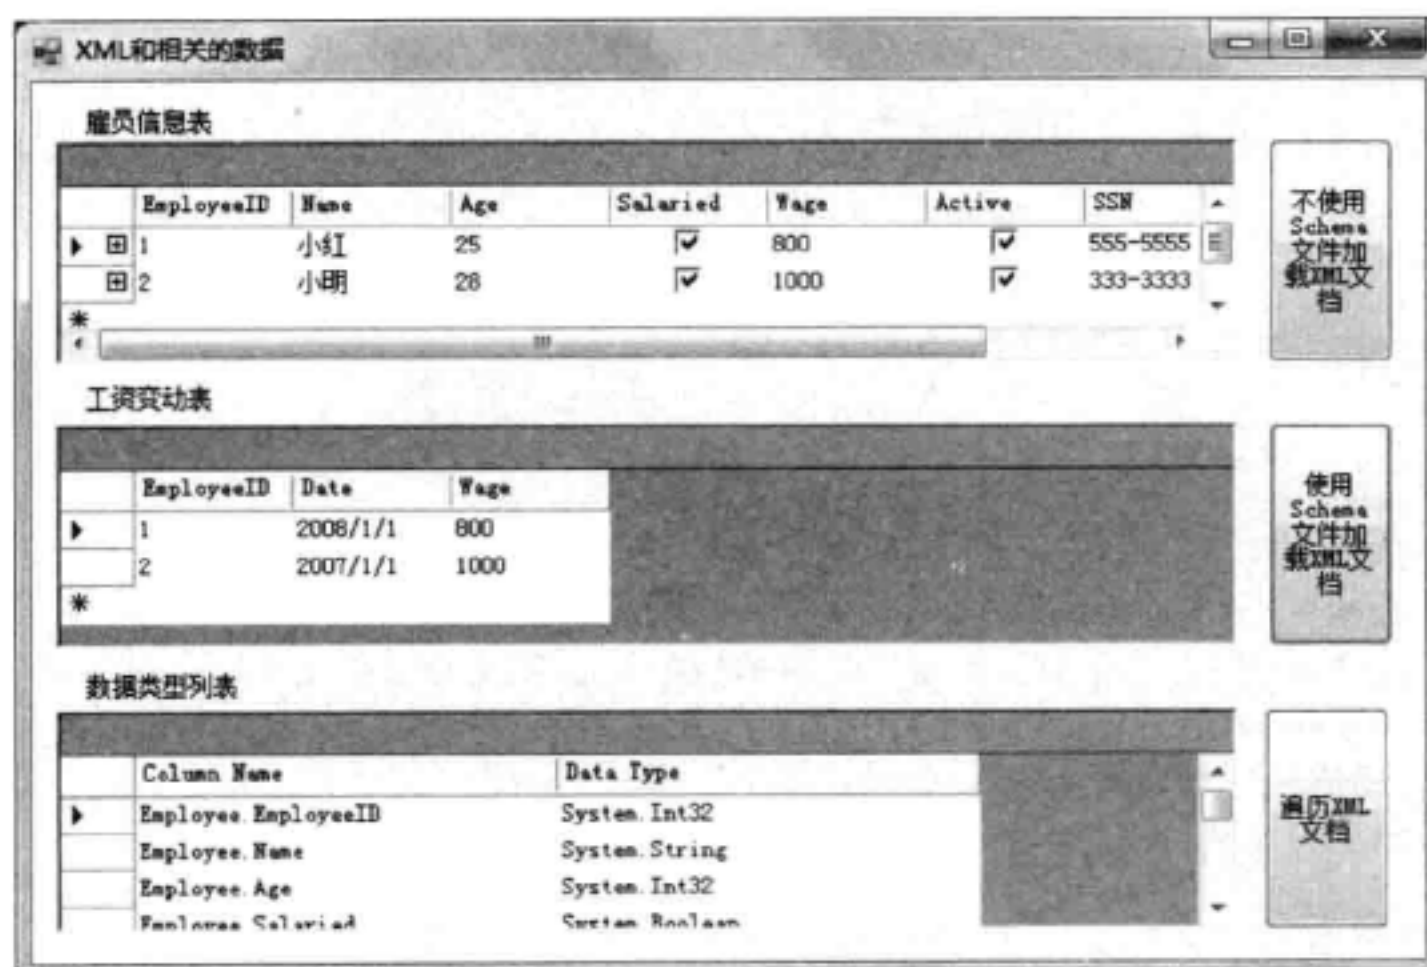 XML和相关的数据
雇员信息表
EmployeeID Name Age Salaried Wage Active SSN
1 小红 25 800 555-5555
2 小明 28 1000 333-3333
不使用
Schema
文件加
载XML文
档
工资变动表
EmployeeID Date Wage
1 2008/1/1 800
2 2007/1/1 1000
使用
Schema
文件加
载XML文
档
数据类型列表
Column Name Data Type
Employee.EmployeeID System.Int32
Employee.Name System.String
Employee.Age System.Int32
Employee.Salaried System.Boolean
遍历XML
文档